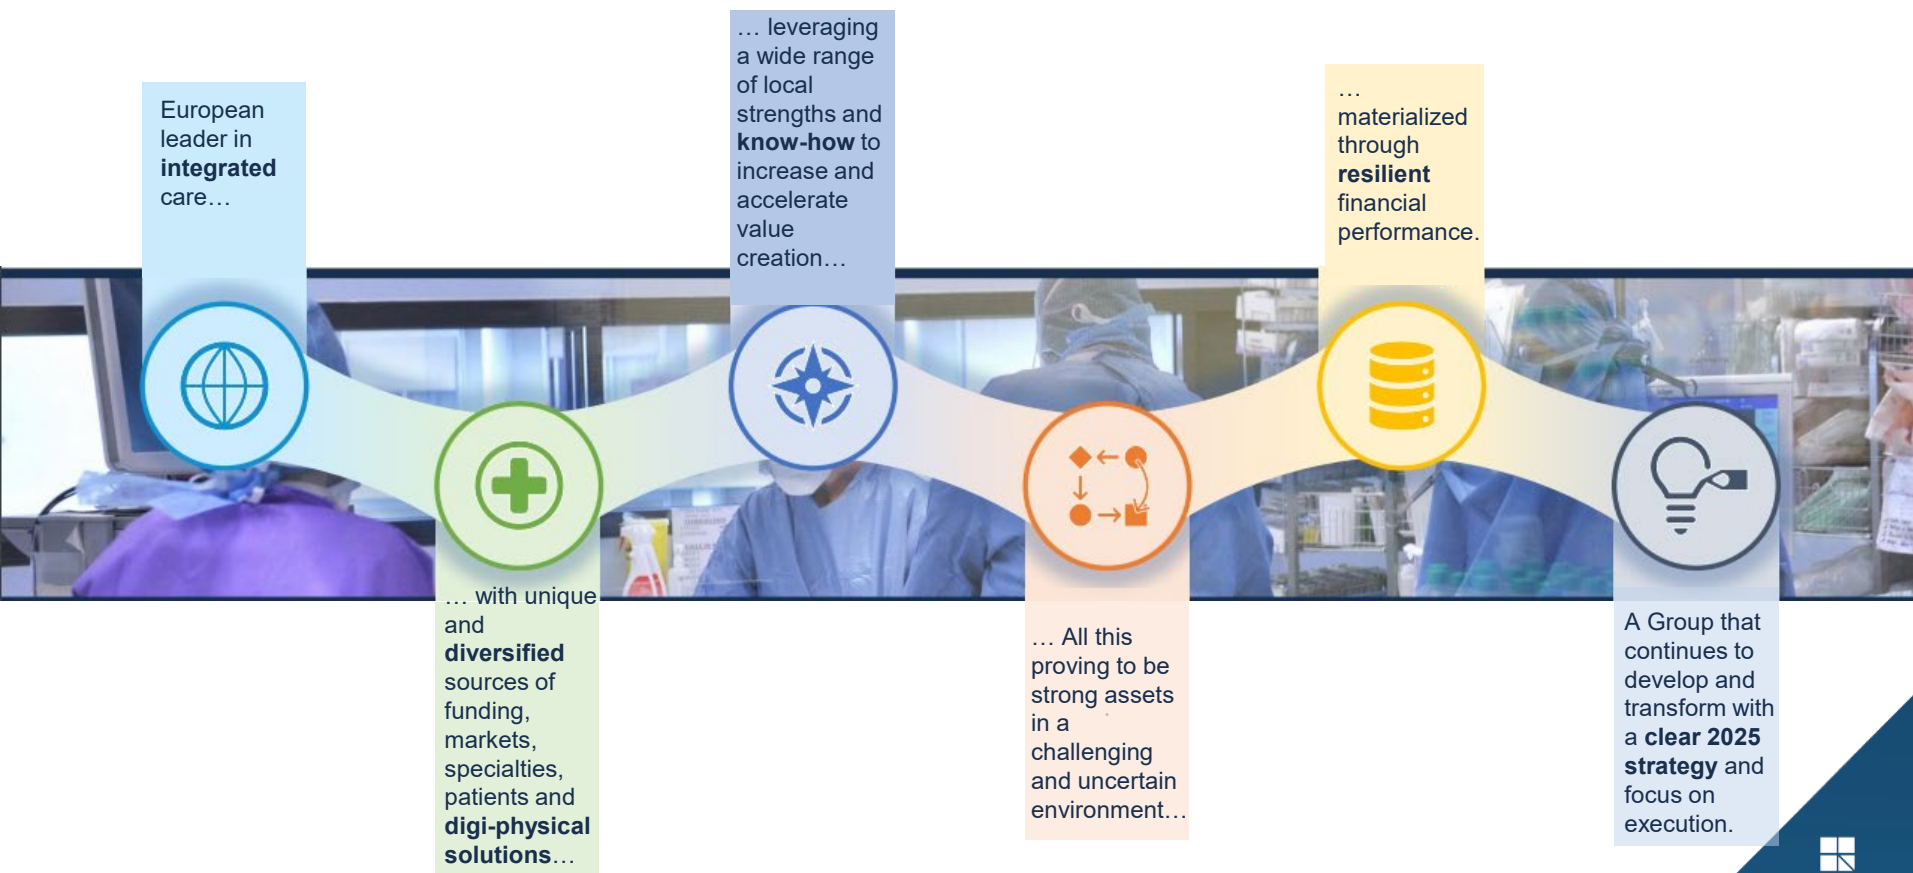 European
leader in
integrated
care…
… with unique
and
diversified
sources of
funding,
markets,
specialties,
patients and
digi-physical
solutions…
… leveraging
a wide range
of local
strengths and
know-how to
increase and
accelerate
value
creation…
… All this
proving to be
strong assets
in a
challenging
and uncertain
environment…
…
materialized
through
resilient
financial
performance.
A Group that
continues to
develop and
transform with
a clear 2025
strategy and
focus on
execution.